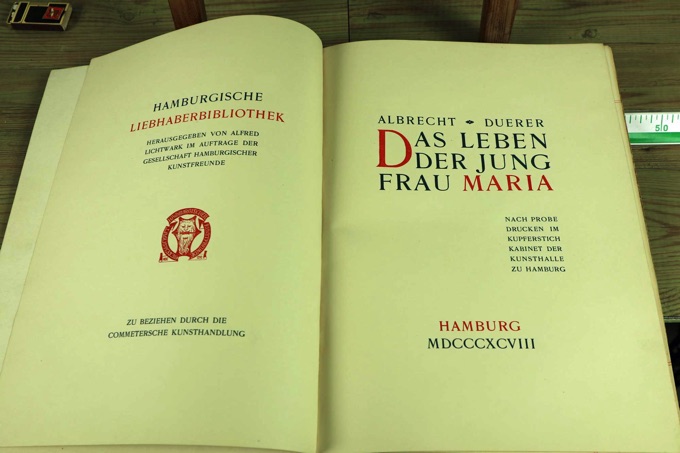 HAMBURGISCHE
LIEBHABERBIBLIOTHEK
HERAUSGEGEBEN VON ALFRED
LICHTWARK IM AUFTRAGE DER
GESELLSCHAFT HAMBURGISCHER
KUNSTFREUNDE
ZU BEZIEHEN DURCH DIE
COMMETERSCHE KUNSTHANDLUNG
ALBRECHT DUERER
DAS LEBEN
DER JUNG
FRAU MARIA
NACH PROBE
DRUCKEN IM
KUPFERSTICH
KABINET DER
KUNSTHALLE
ZU HAMBURG
HAMBURG
MDCCCXCVIII
50